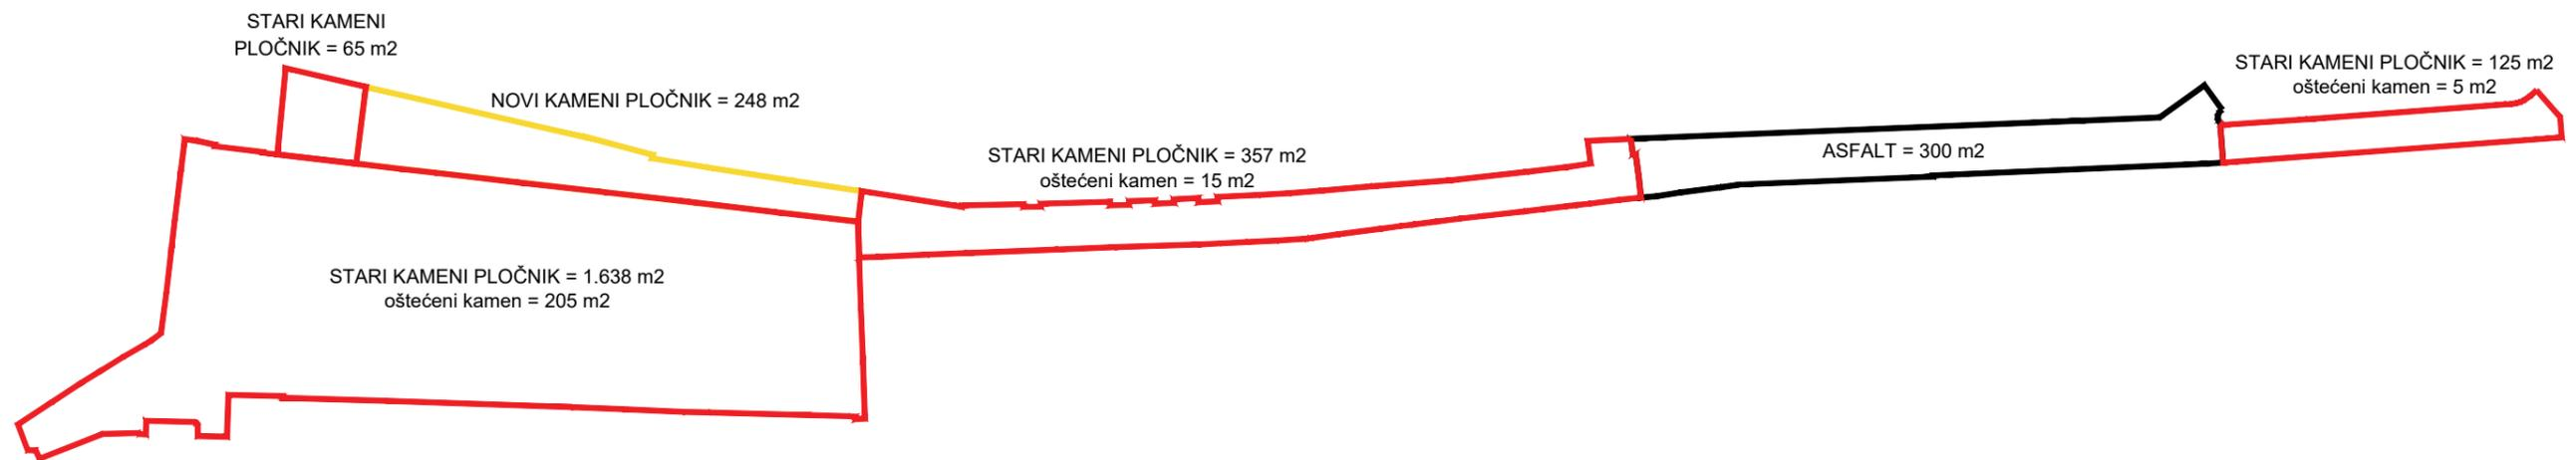 STARI KAMENI
PLOČNIK = 65 m2
NOVI KAMENI PLOČNIK = 248 m2
STARI KAMENI PLOČNIK = 357 m2
oštećeni kamen = 15 m2
ASFALT = 300 m2
STARI KAMENI PLOČNIK = 125 m2
oštećeni kamen = 5 m2
STARI KAMENI PLOČNIK = 1.638 m2
oštećeni kamen = 205 m2